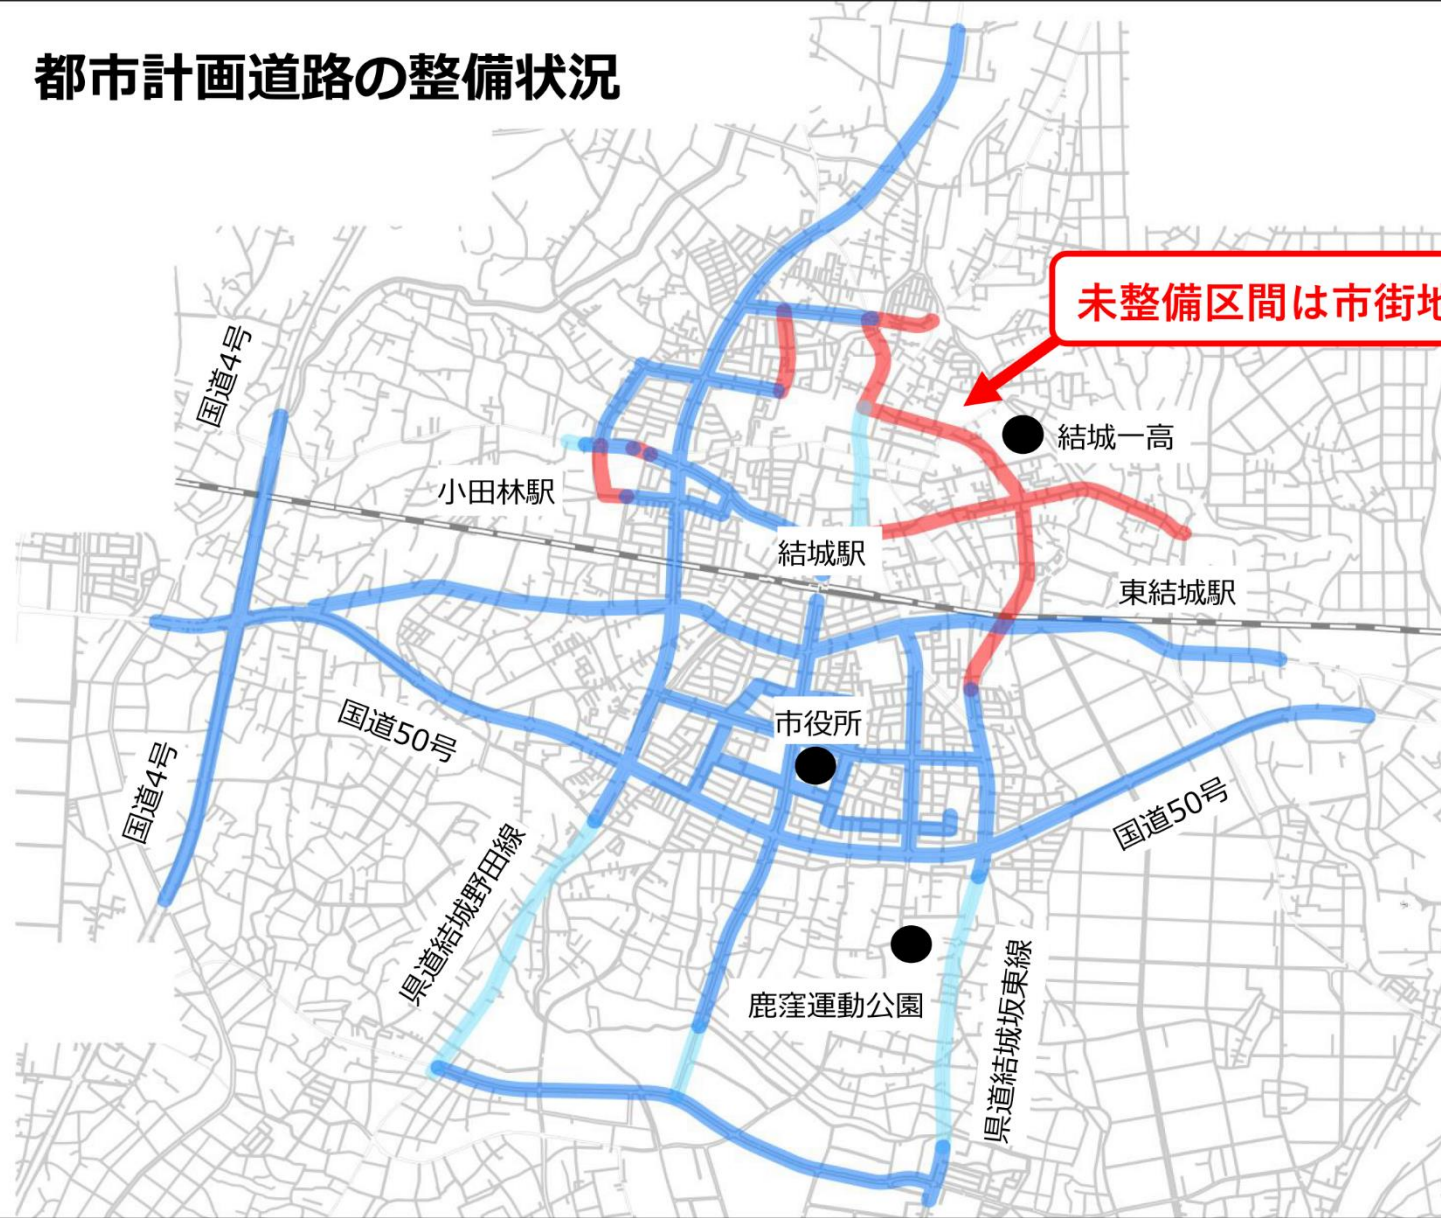 都市計画道路の整備状況
未整備区間は市街地
国道4号
結城一高
小田林駅
結城駅
東結城駅
国道50号
市役所
国道4号
国道50号
県道結城野田線
鹿窪運動公園
県道結城坂東線